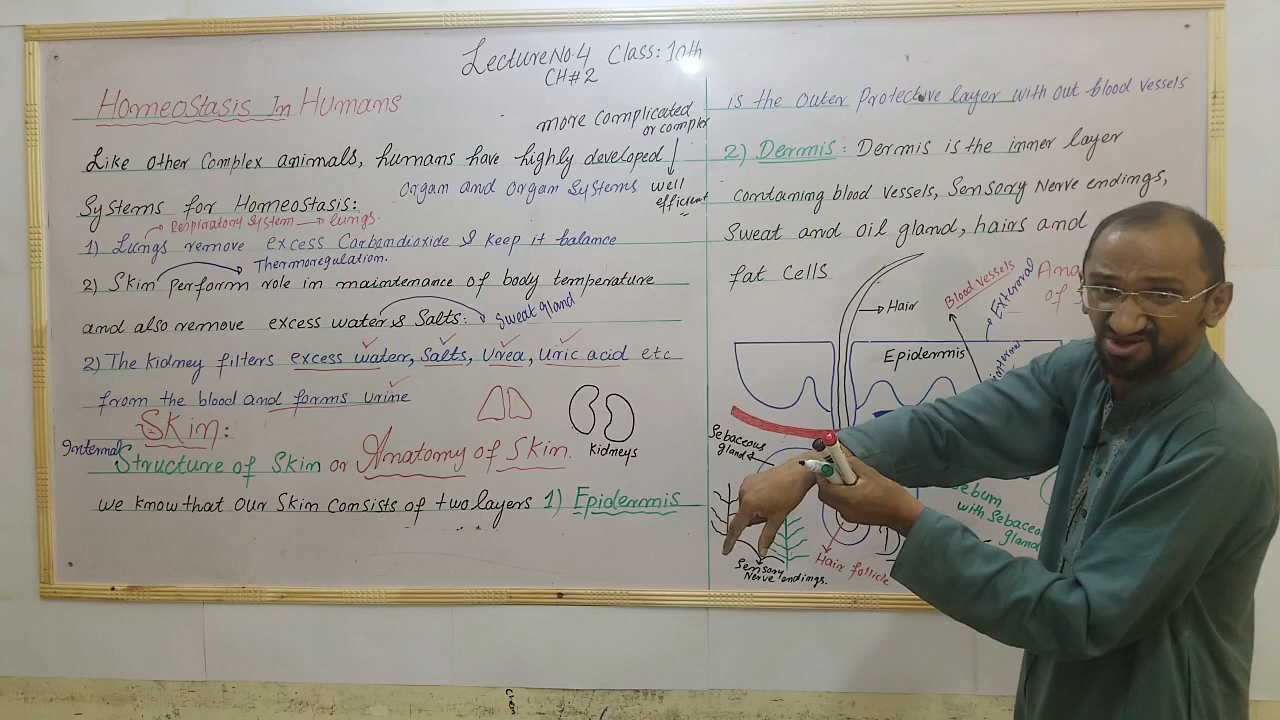 Lecture No.4 Class: 10th
CH#2
Homeostasis In Humans
more complicated
or complex
Like other complex animals, humans have highly developed
organ and organ systems
well
efficient
Systems for Homeostasis:
Respiratory system → lungs.
1) Lungs remove excess Carbondioxide & keep it balance
Thermoregulation.
2) Skin perform role in maintenance of body temperature
and also remove excess water & Salts:
Sweat gland
2) The kidney filters excess water, Salts, Urea, Uric acid etc
from the blood and forms urine
Skin:
kidneys
Internal
Structure of Skin or Anatomy of Skin.
we know that our Skin consists of two layers 1) Epidermis
is the outer protective layer with out blood vessels
2) Dermis: Dermis is the inner layer
containing blood vessels, Sensory Nerve endings,
Sweat and oil gland, hairs and
fat cells
Hair
Blood vessels
External
of
Epidermis
internal
Sebaceous
gland
with Sebaceo
gland
Hair follicle
Sensory
Nerve endings.